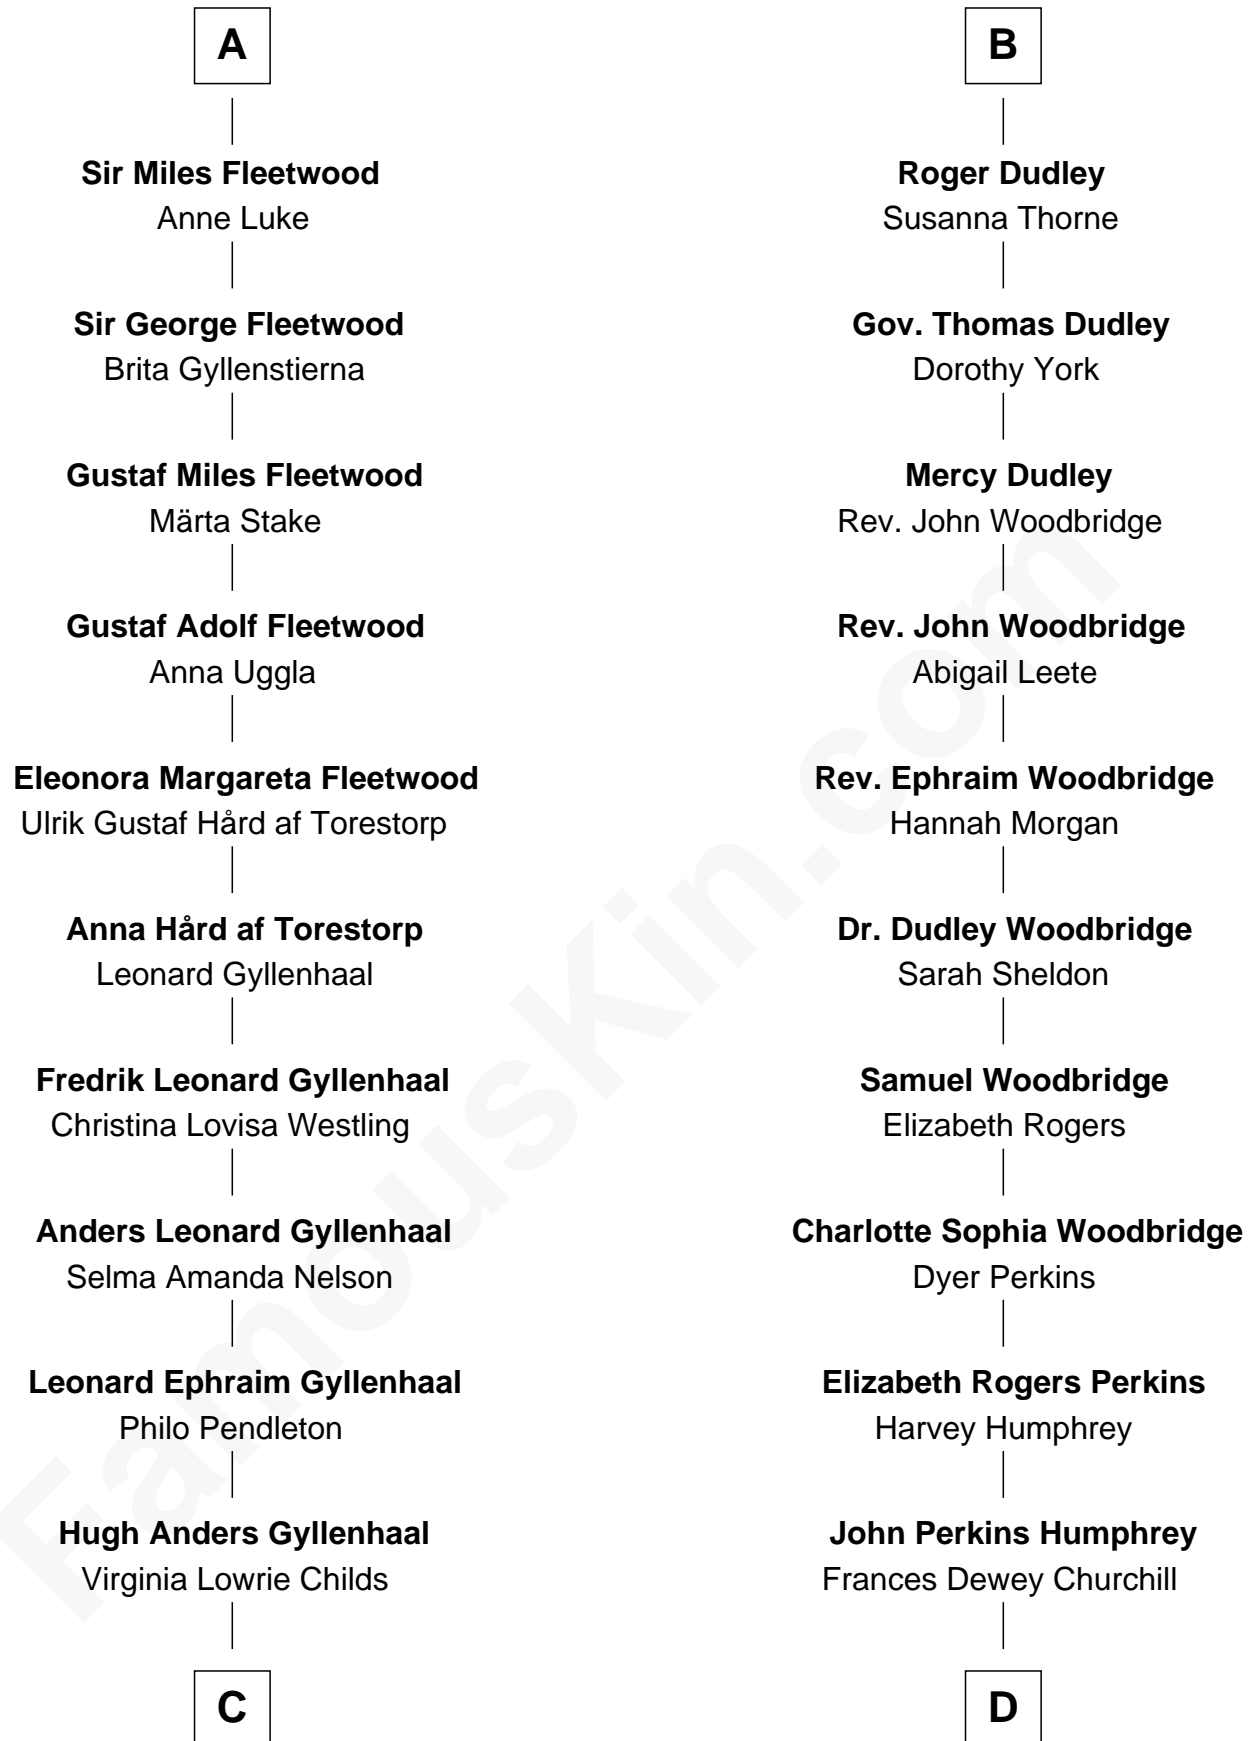 A
Sir Miles Fleetwood
Anne Luke
Sir George Fleetwood
Brita Gyllenstierna
Gustaf Miles Fleetwood
Märta Stake
Gustaf Adolf Fleetwood
Anna Uggla
Eleonora Margareta Fleetwood
Ulrik Gustaf Hård af Torestorp
Anna Hård af Torestorp
Leonard Gyllenhaal
Fredrik Leonard Gyllenhaal
Christina Lovisa Westling
Anders Leonard Gyllenhaal
Selma Amanda Nelson
Leonard Ephraim Gyllenhaal
Philo Pendleton
Hugh Anders Gyllenhaal
Virginia Lowrie Childs
C
B
Roger Dudley
Susanna Thorne
Gov. Thomas Dudley
Dorothy York
Mercy Dudley
Rev. John Woodbridge
Rev. John Woodbridge
Abigail Leete
Rev. Ephraim Woodbridge
Hannah Morgan
Dr. Dudley Woodbridge
Sarah Sheldon
Samuel Woodbridge
Elizabeth Rogers
Charlotte Sophia Woodbridge
Dyer Perkins
Elizabeth Rogers Perkins
Harvey Humphrey
John Perkins Humphrey
Frances Dewey Churchill
D
FamousKin.com